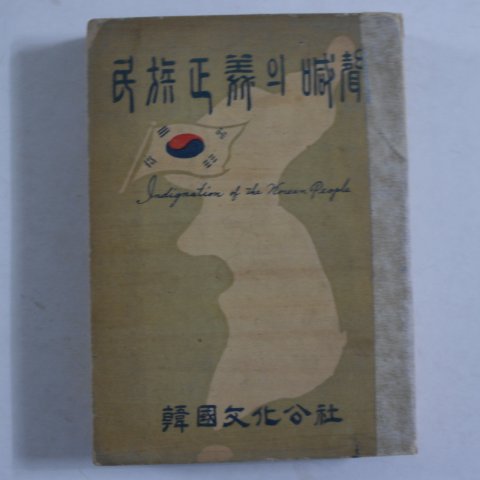 民族正義의 喊聲
Indignation of the Korean People
韓國文化公社